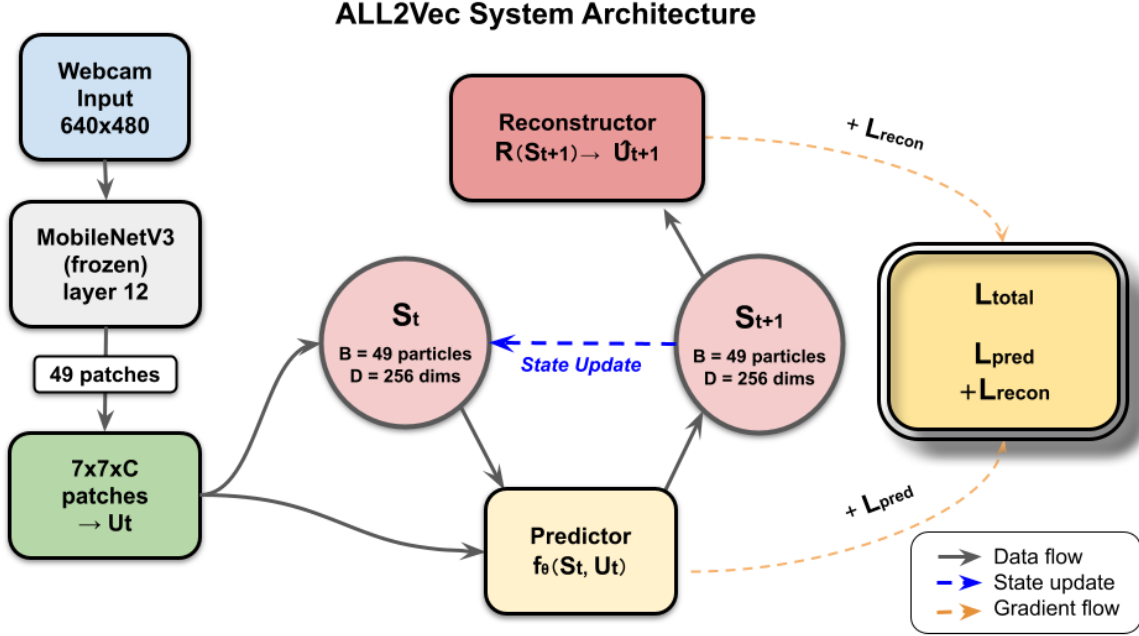 ALL2Vec System Architecture
Webcam
Input
640x480
MobileNetV3
(frozen)
layer 12
49 patches
7x7xC
patches
→ Ut
St
B = 49 particles
D = 256 dims
State Update
St+1
B = 49 particles
D = 256 dims
Reconstructor
R(St+1)→ Û​t+1
Predictor
fθ(St, Ut)
+ Lrecon
Ltotal
Lpred
+Lrecon
+ Lpred
Data flow
State update
Gradient flow